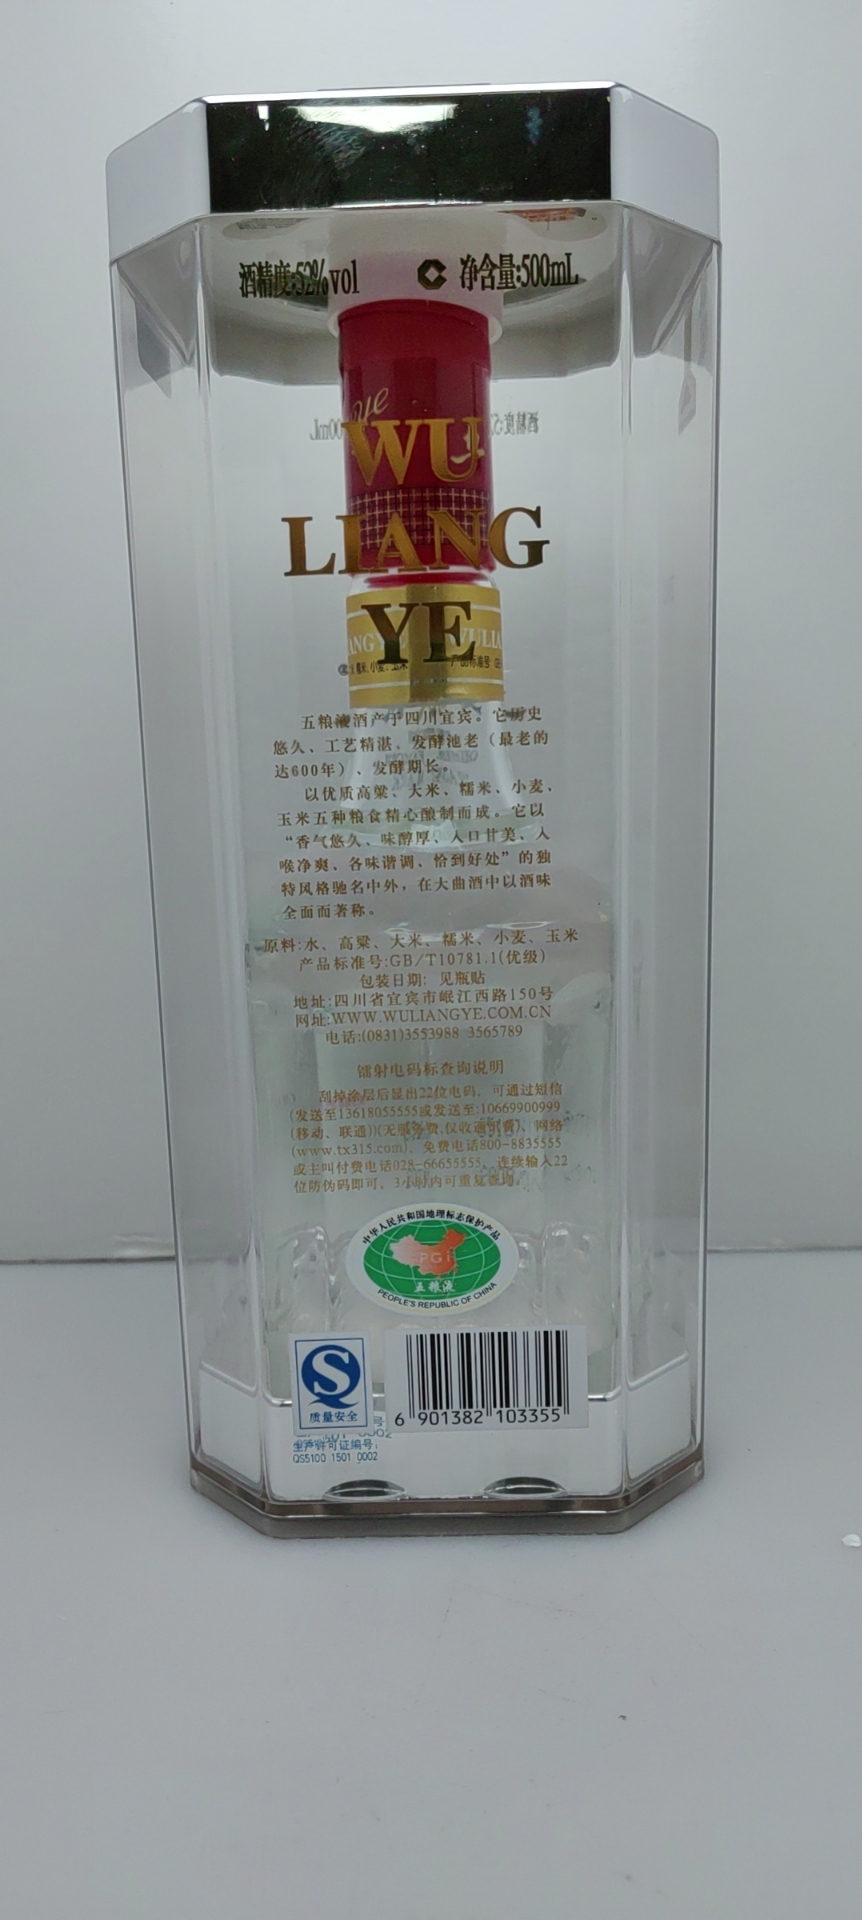 酒精度:52%vol
净含量:500mL
WU
LIANG
YE
五粮液酒产于四川宜宾。它历史
悠久、工艺精湛、发酵池老（最老的
达600年）、发酵期长。
以优质高粱、大米、糯米、小麦、
玉米五种粮食精心酿制而成。它以
“香气悠久、味醇厚、入口甘美、入
喉净爽、各味谐调、恰到好处”的独
特风格驰名中外，在大曲酒中以酒味
全面而著称。
原料:水、高粱、大米、糯米、小麦、玉米
产品标准号:GB/T10781.1(优级)
包装日期: 见瓶贴
地址:四川省宜宾市岷江西路150号
网址:WWW.WULIANGYE.COM.CN
电话:(0831)3553988 3565789
镭射电码标查询说明
刮掉涂层后显出22位电码，可通过短信
(发送至13618055555或发送至:10669900999
(移动、联通))(无服务费,仅收通讯费)、网络
(www.tx315.com)、免费电话800-8835555
或主叫付费电话028-66655555，连续输入22
位防伪码即可。3小时内可重复查询。
中华人民共和国地理标志保护产品
PGI
五粮液
PEOPLE'S REPUBLIC OF CHINA
质量安全
6 901382 103355
生产许可证编号:
QS5100 1501 0002